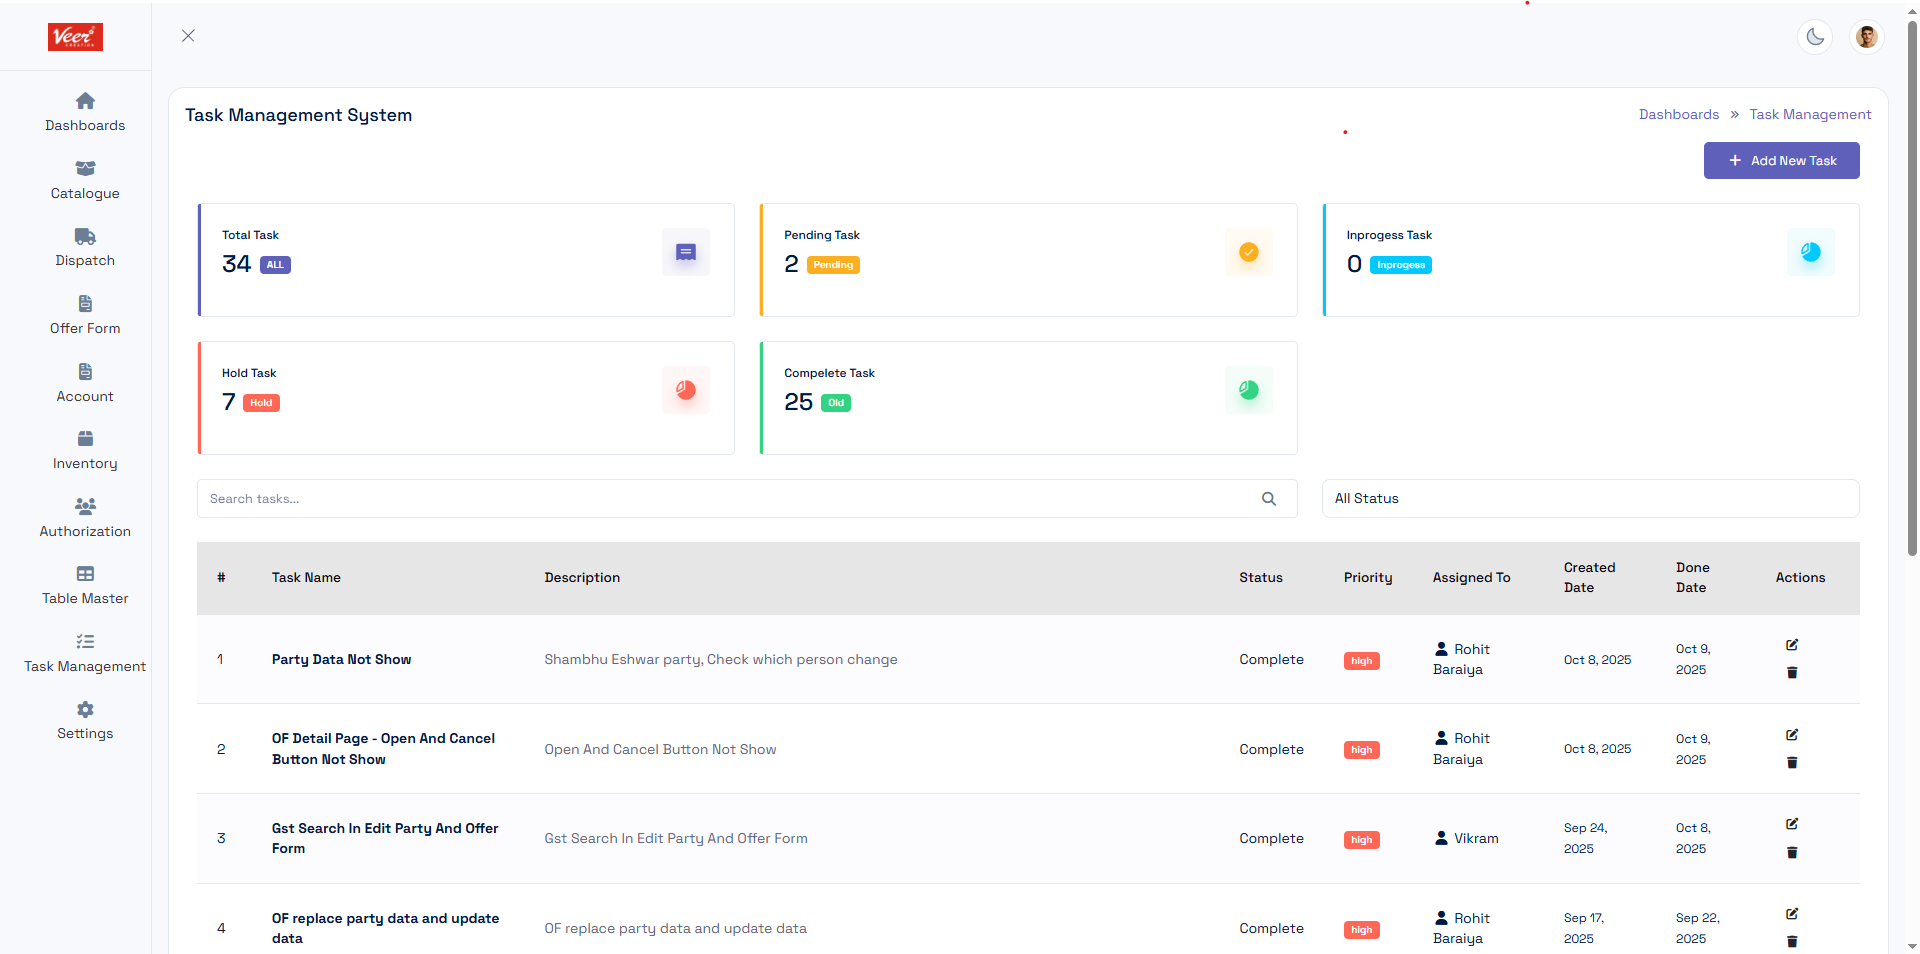 Veer
CREATION
Dashboards
Catalogue
Dispatch
Offer Form
Account
Inventory
Authorization
Table Master
Task Management
Settings
Task Management System
Dashboards » Task Management
+ Add New Task
Total Task
34 ALL
Pending Task
2 Pending
Inprogess Task
0 Inprogess
Hold Task
7 Hold
Compelete Task
25 Old
Search tasks...
All Status
# Task Name Description Status Priority Assigned To Created Date Done Date Actions
1 Party Data Not Show Shambhu Eshwar party, Check which person change Complete high Rohit Baraiya Oct 8, 2025 Oct 9, 2025
2 OF Detail Page - Open And Cancel Button Not Show Open And Cancel Button Not Show Complete high Rohit Baraiya Oct 8, 2025 Oct 9, 2025
3 Gst Search In Edit Party And Offer Form Gst Search In Edit Party And Offer Form Complete high Vikram Sep 24, 2025 Oct 8, 2025
4 OF replace party data and update data OF replace party data and update data Complete high Rohit Baraiya Sep 17, 2025 Sep 22, 2025